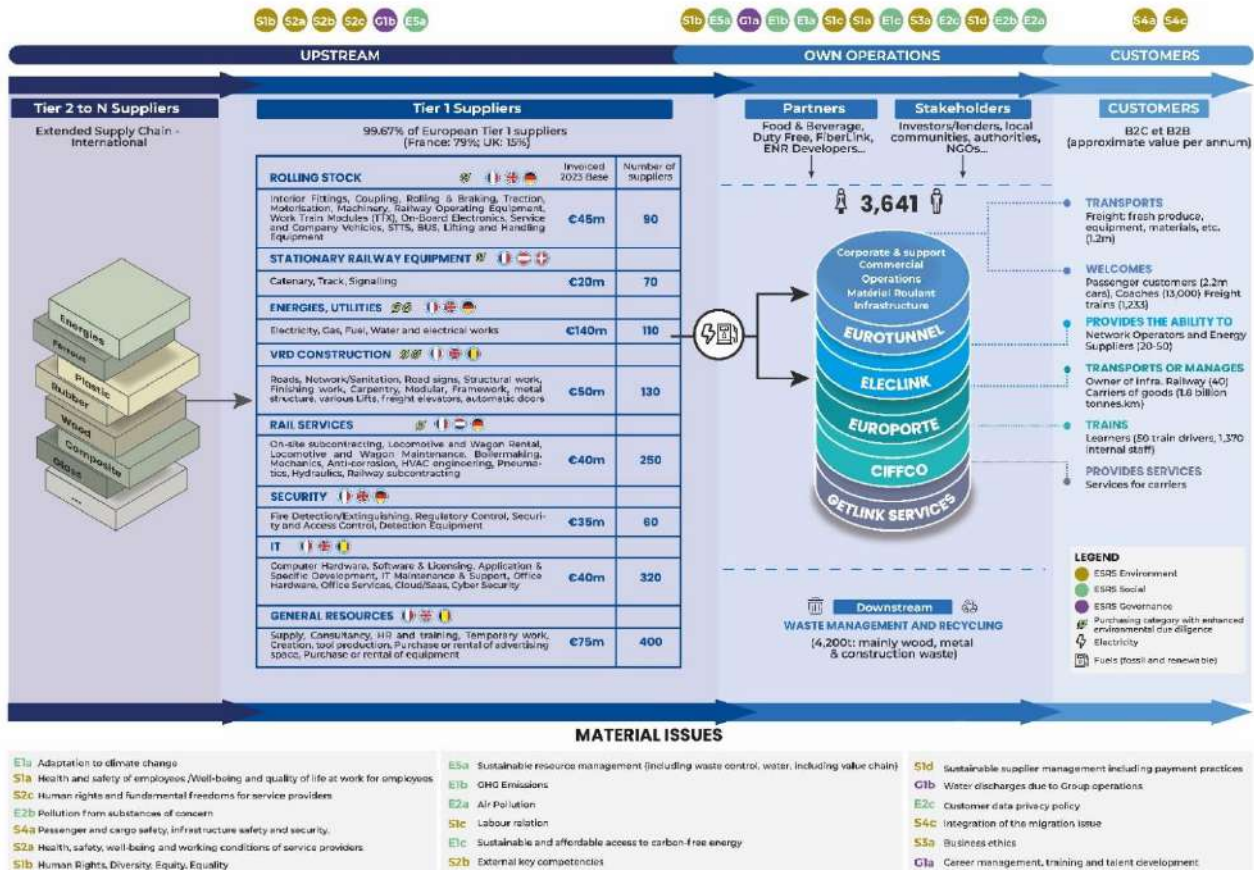 S1b S2a S2b S2c G1b E5a
S1b E5a G1a E1b E1a S1c S1a E1c S3a E2c S1d E2b E2a
S4a S4c
UPSTREAM
OWN OPERATIONS
CUSTOMERS
Tier 2 to N Suppliers
Extended Supply Chain -
International
Energies
Ferrous
Plastic
Rubber
Wood
Composite
Glass
...
Tier 1 Suppliers
99.67% of European Tier 1 suppliers
(France: 79%; UK: 15%)
Invoiced
2023 Base
Number of
suppliers
ROLLING STOCK
Interior Fittings, Coupling, Rolling & Braking, Traction,
Motorisation, Machinery, Railway Operating Equipment,
Work Train Modules (TTX), On-Board Electronics, Service
and Company Vehicles, STTS, BUS, Lifting and Handling
Equipment
€45m
90
STATIONARY RAILWAY EQUIPMENT
Catenary, Track, Signalling
€20m
70
ENERGIES, UTILITIES
Electricity, Gas, Fuel, Water and electrical works
€140m
110
VRD CONSTRUCTION
Roads, Network/Sanitation, Road signs, Structural work,
Finishing work, Carpentry, Modular, Framework, metal
structure, various Lifts, freight elevators, automatic doors
€50m
130
RAIL SERVICES
On-site subcontracting, Locomotive and Wagon Rental,
Locomotive and Wagon Maintenance, Boilermaking,
Mechanics, Anti-corrosion, HVAC engineering, Pneuma-
tics, Hydraulics, Railway subcontracting
€40m
250
SECURITY
Fire Detection/Extinguishing, Regulatory Control, Securi-
ty and Access Control, Detection Equipment
€35m
60
IT
Computer Hardware, Software & Licensing, Application &
Specific Development, IT Maintenance & Support, Office
Hardware, Office Services, Cloud/Saas, Cyber Security
€40m
320
GENERAL RESOURCES
Supply, Consultancy, HR and training, Temporary work,
Creation, tool production, Purchase or rental of advertising
space, Purchase or rental of equipment
€75m
400
Partners
Food & Beverage,
Duty Free, FiberLink,
ENR Developers...
Stakeholders
Investors/lenders, local
communities, authorities,
NGOs...
3,641
Corporate & support
Commercial
Operations
Matériel Roulant
Infrastructure
EUROTUNNEL
ELECLINK
EUROPORTE
CIFFCO
GETLINK SERVICES
Downstream
WASTE MANAGEMENT AND RECYCLING
(4,200t: mainly wood, metal
& construction waste)
CUSTOMERS
B2C et B2B
(approximate value per annum)
TRANSPORTS
Freight: fresh produce,
equipment, materials, etc.
(1.2m)
WELCOMES
Passenger customers (2.2m
cars), Coaches (13,000) Freight
trains (1,233)
PROVIDES THE ABILITY TO
Network Operators and Energy
Suppliers (20-50)
TRANSPORTS OR MANAGES
Owner of infra. Railway (40)
Carriers of goods (1.8 billion
tonnes.km)
TRAINS
Learners (50 train drivers, 1,370
internal staff)
PROVIDES SERVICES
Services for carriers
LEGEND
ESRS Environment
ESRS Social
ESRS Governance
Purchasing category with enhanced
environmental due diligence
Electricity
Fuels (fossil and renewable)
MATERIAL ISSUES
E1a Adaptation to climate change
S1a Health and safety of employees /Well-being and quality of life at work for employees
S2c Human rights and fundamental freedoms for service providers
E2b Pollution from substances of concern
S4a Passenger and cargo safety, infrastructure safety and security.
S2a Health, safety, well-being and working conditions of service providers
S1b Human Rights, Diversity, Equity, Equality
E5a Sustainable resource management (including waste control, water, including value chain)
E1b GHG Emissions
E2a Air Pollution
S1c Labour relation
E1c Sustainable and affordable access to carbon-free energy
S2b External key competencies
S1d Sustainable supplier management including payment practices
G1b Water discharges due to Group operations
E2c Customer data privacy policy
S4c Integration of the migration issue
S3a Business ethics
G1a Career management, training and talent development